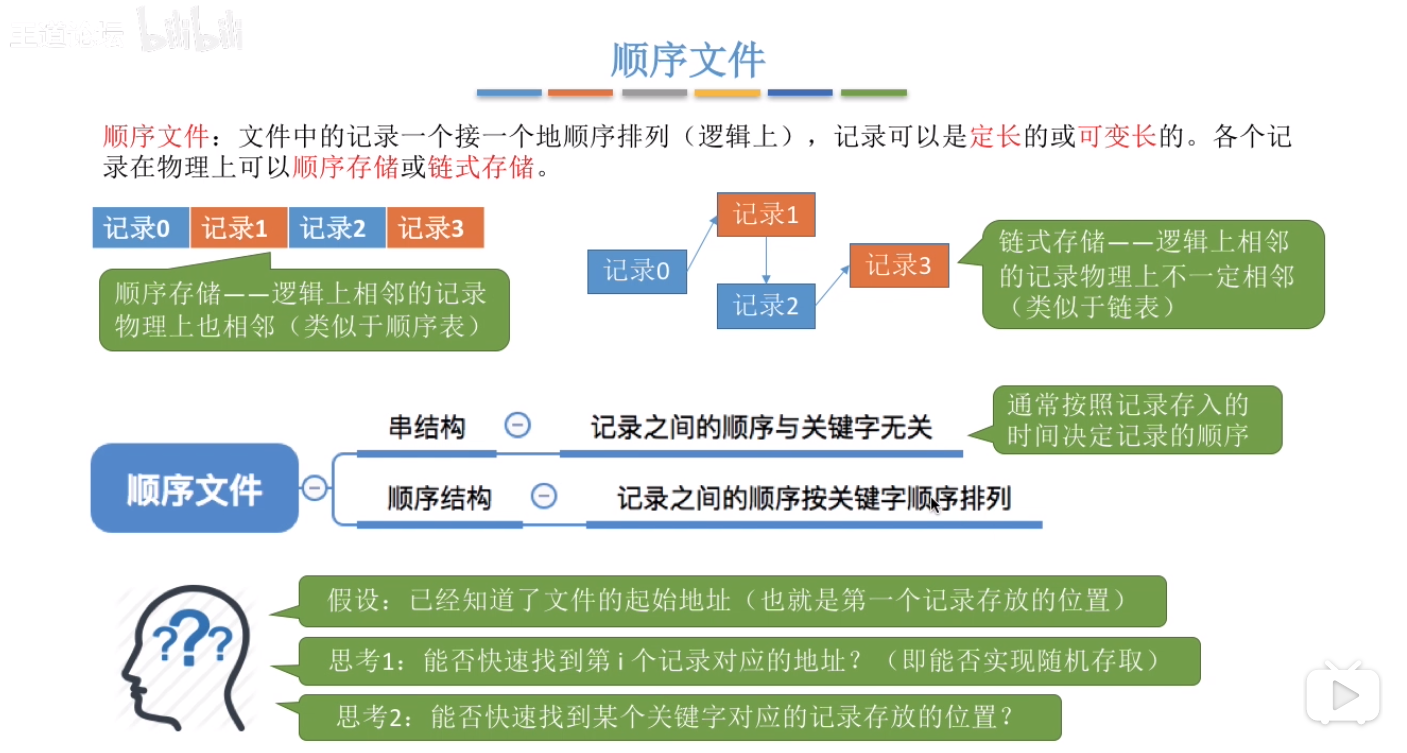 王道论坛 bilibili
顺序文件
顺序文件：文件中的记录一个接一个地顺序排列（逻辑上），记录可以是定长的或可变长的。各个记
录在物理上可以顺序存储或链式存储。
记录0 记录1 记录2 记录3
顺序存储——逻辑上相邻的记录
物理上也相邻（类似于顺序表）
记录0
记录1
记录2
记录3
链式存储——逻辑上相邻
的记录物理上不一定相邻
（类似于链表）
顺序文件
串结构
记录之间的顺序与关键字无关
通常按照记录存入的
时间决定记录的顺序
顺序结构
记录之间的顺序按关键字顺序排列
???
假设：已经知道了文件的起始地址（也就是第一个记录存放的位置）
思考1：能否快速找到第 i 个记录对应的地址？（即能否实现随机存取）
思考2：能否快速找到某个关键字对应的记录存放的位置？